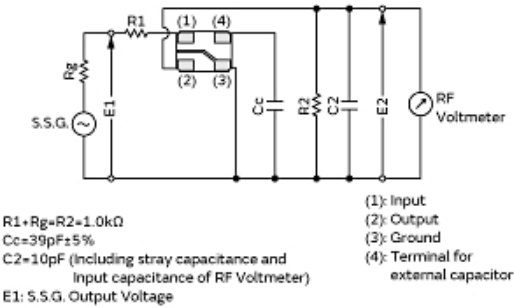 R1
(1)
(4)
Rg
(2)
(3)
S.S.G.
E1
Cc
R2
C2
E2
RF
Voltmeter
(1): Input
(2): Output
(3): Ground
(4): Terminal for
external capacitor
R1+Rg=R2=1.0kΩ
Cc=39pF±5%
C2=10pF (Including stray capacitance and
Input capacitance of RF Voltmeter)
E1: S.S.G. Output Voltage